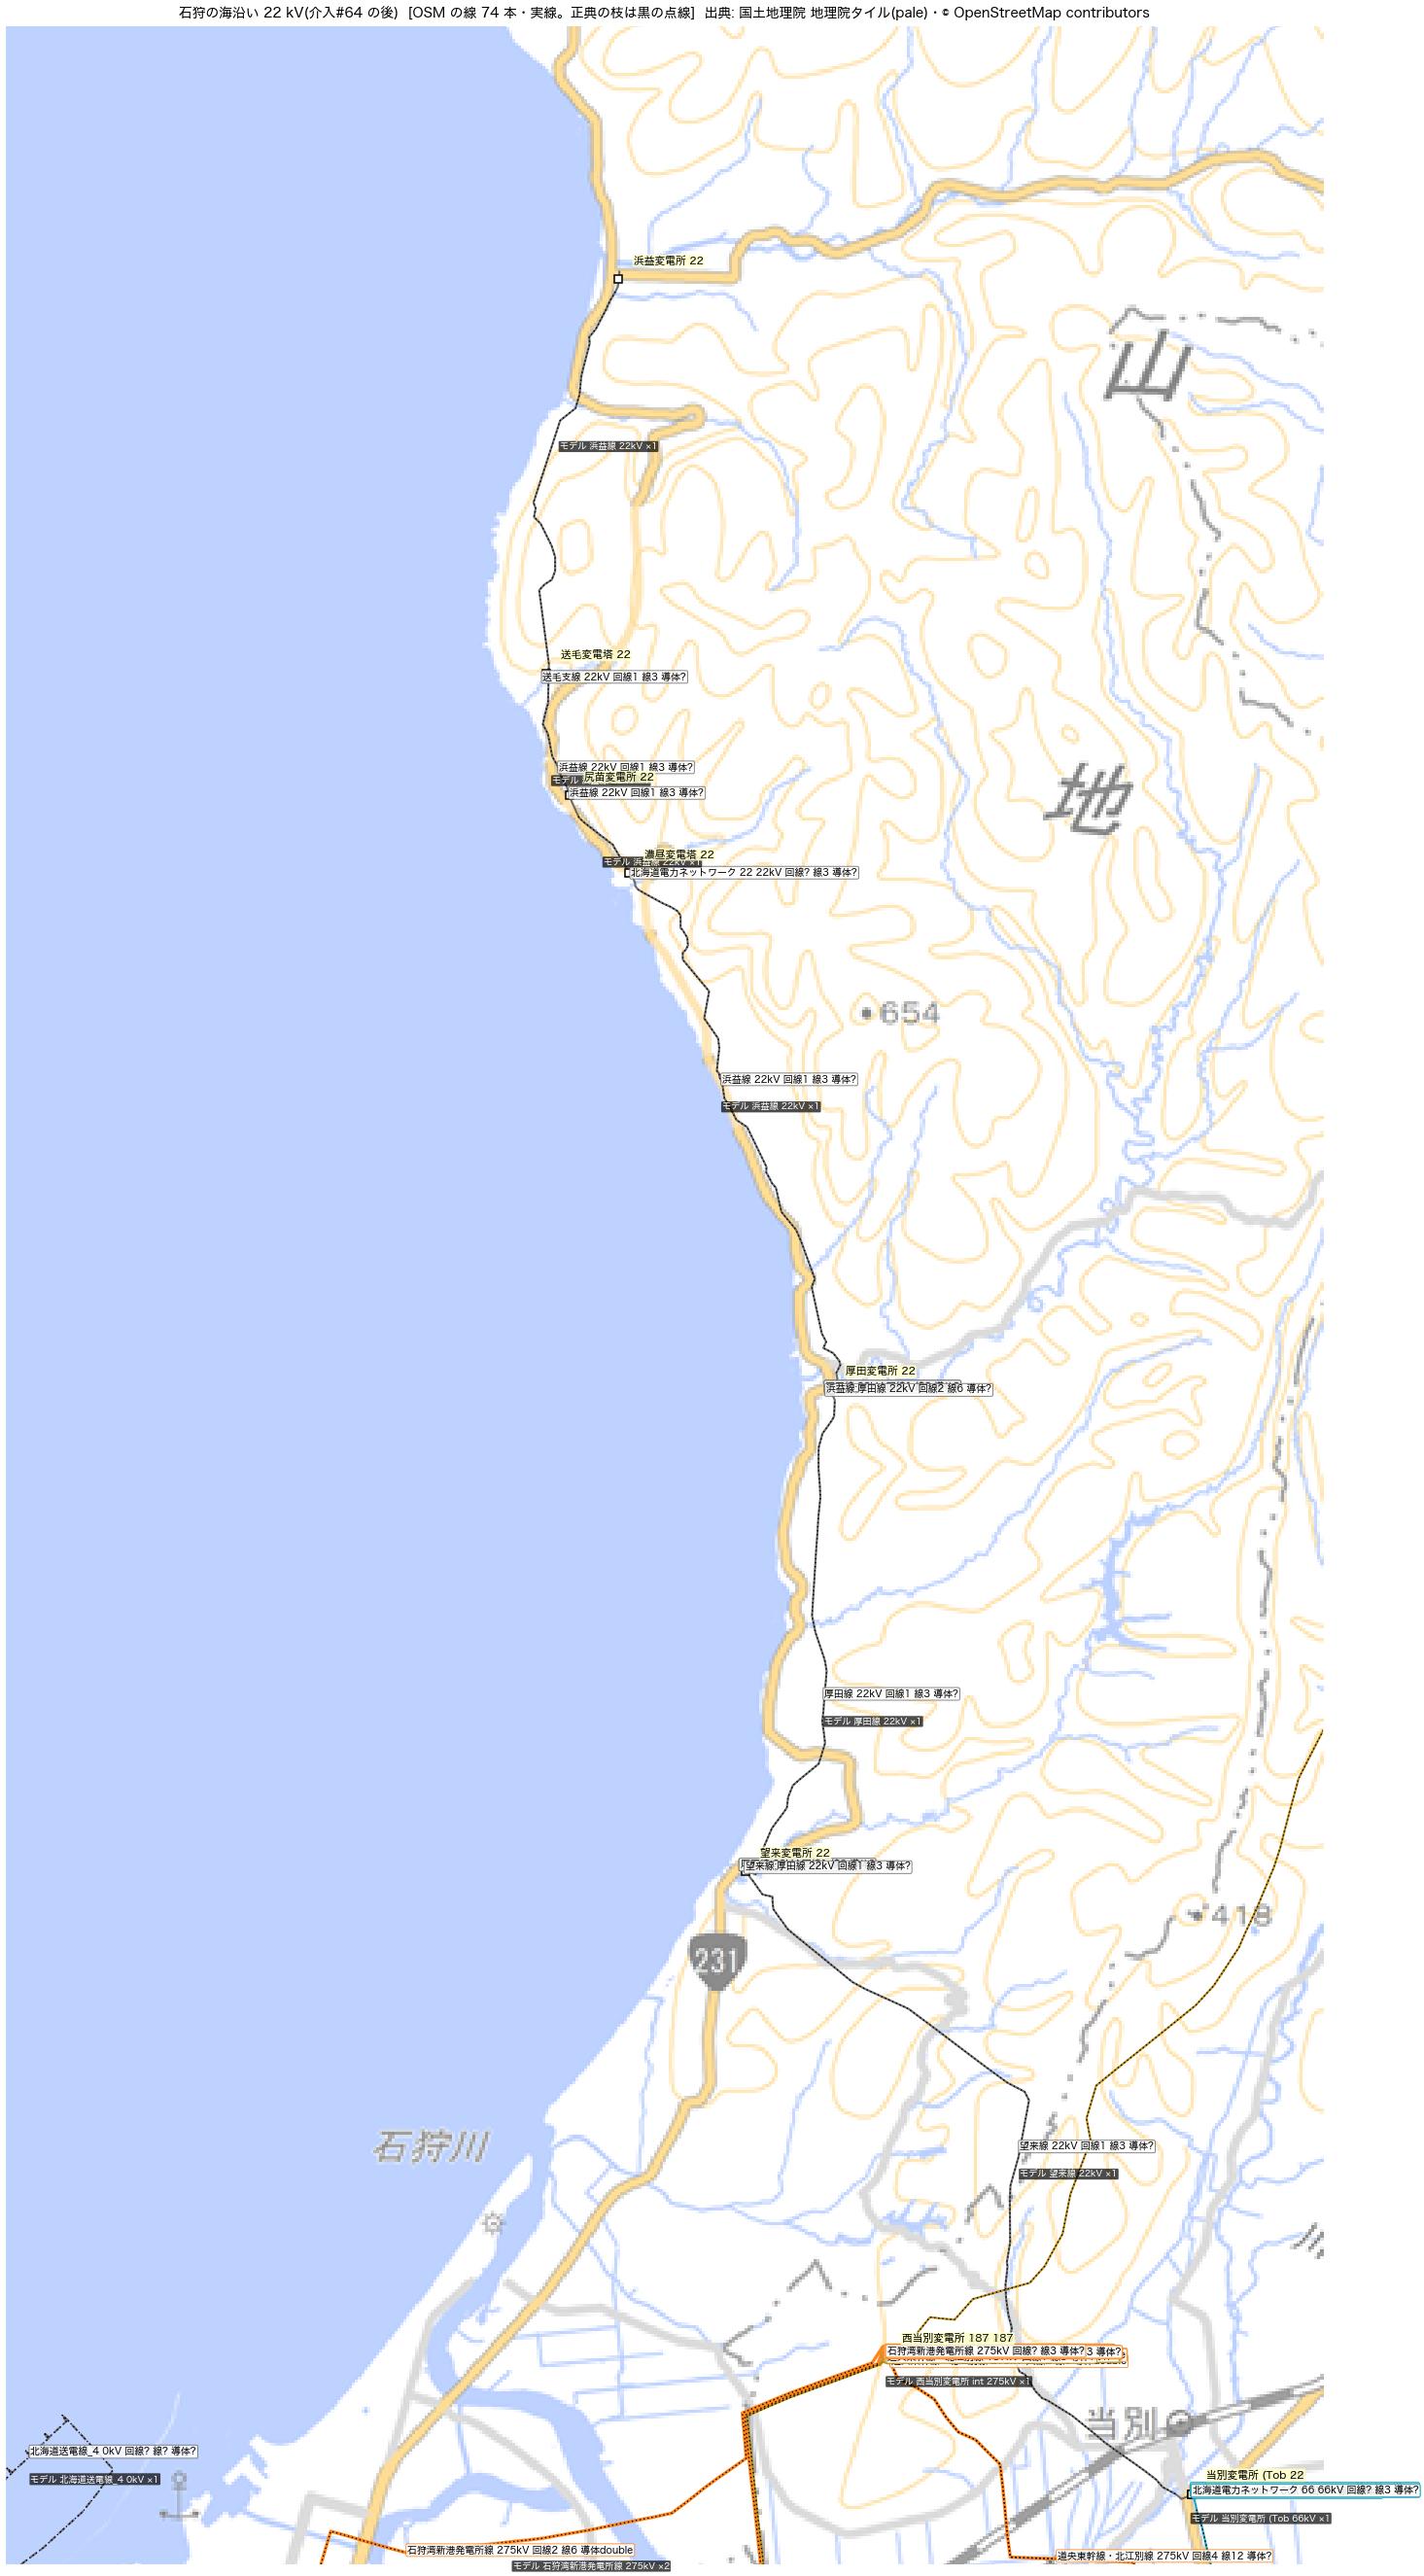 石狩の海沿い 22 kV(介入#64 の後) [OSM の線 74 本・実線。正典の枝は黒の点線] 出典: 国土地理院 地理院タイル(pale)・© OpenStreetMap contributors
浜益変電所 22
山
モデル 浜益線 22kV ×1
送毛変電塔 22
送毛支線 22kV 回線1 線3 導体?
浜益線 22kV 回線1 線3 導体?
モデル
尻苗変電所 22
浜益線 22kV 回線1 線3 導体?
地
濃昼変電塔 22
モデル 浜益線 22kV ×1
北海道電力ネットワーク 22 22kV 回線? 線3 導体?
654
浜益線 22kV 回線1 線3 導体?
モデル 浜益線 22kV ×1
厚田変電所 22
浜益線,厚田線 22kV 回線2 線6 導体?
厚田線 22kV 回線1 線3 導体?
モデル 厚田線 22kV ×1
望来変電所 22
望来線,厚田線 22kV 回線1 線3 導体?
418
231
石狩川
望来線 22kV 回線1 線3 導体?
モデル 望来線 22kV ×1
西当別変電所 187 187
石狩湾新港発電所線 275kV 回線? 線3 導体?
3 導体?
モデル 西当別変電所 int 275kV ×1
当別
北海道送電線_4 0kV 回線? 線? 導体?
モデル 北海道送電線_4 0kV ×1
当別変電所 (Tob 22
北海道電力ネットワーク 66 66kV 回線? 線3 導体?
モデル 当別変電所 (Tob 66kV ×1
石狩湾新港発電所線 275kV 回線2 線6 導体double
モデル 石狩湾新港発電所線 275kV ×2
道央東幹線・北江別線 275kV 回線4 線12 導体?